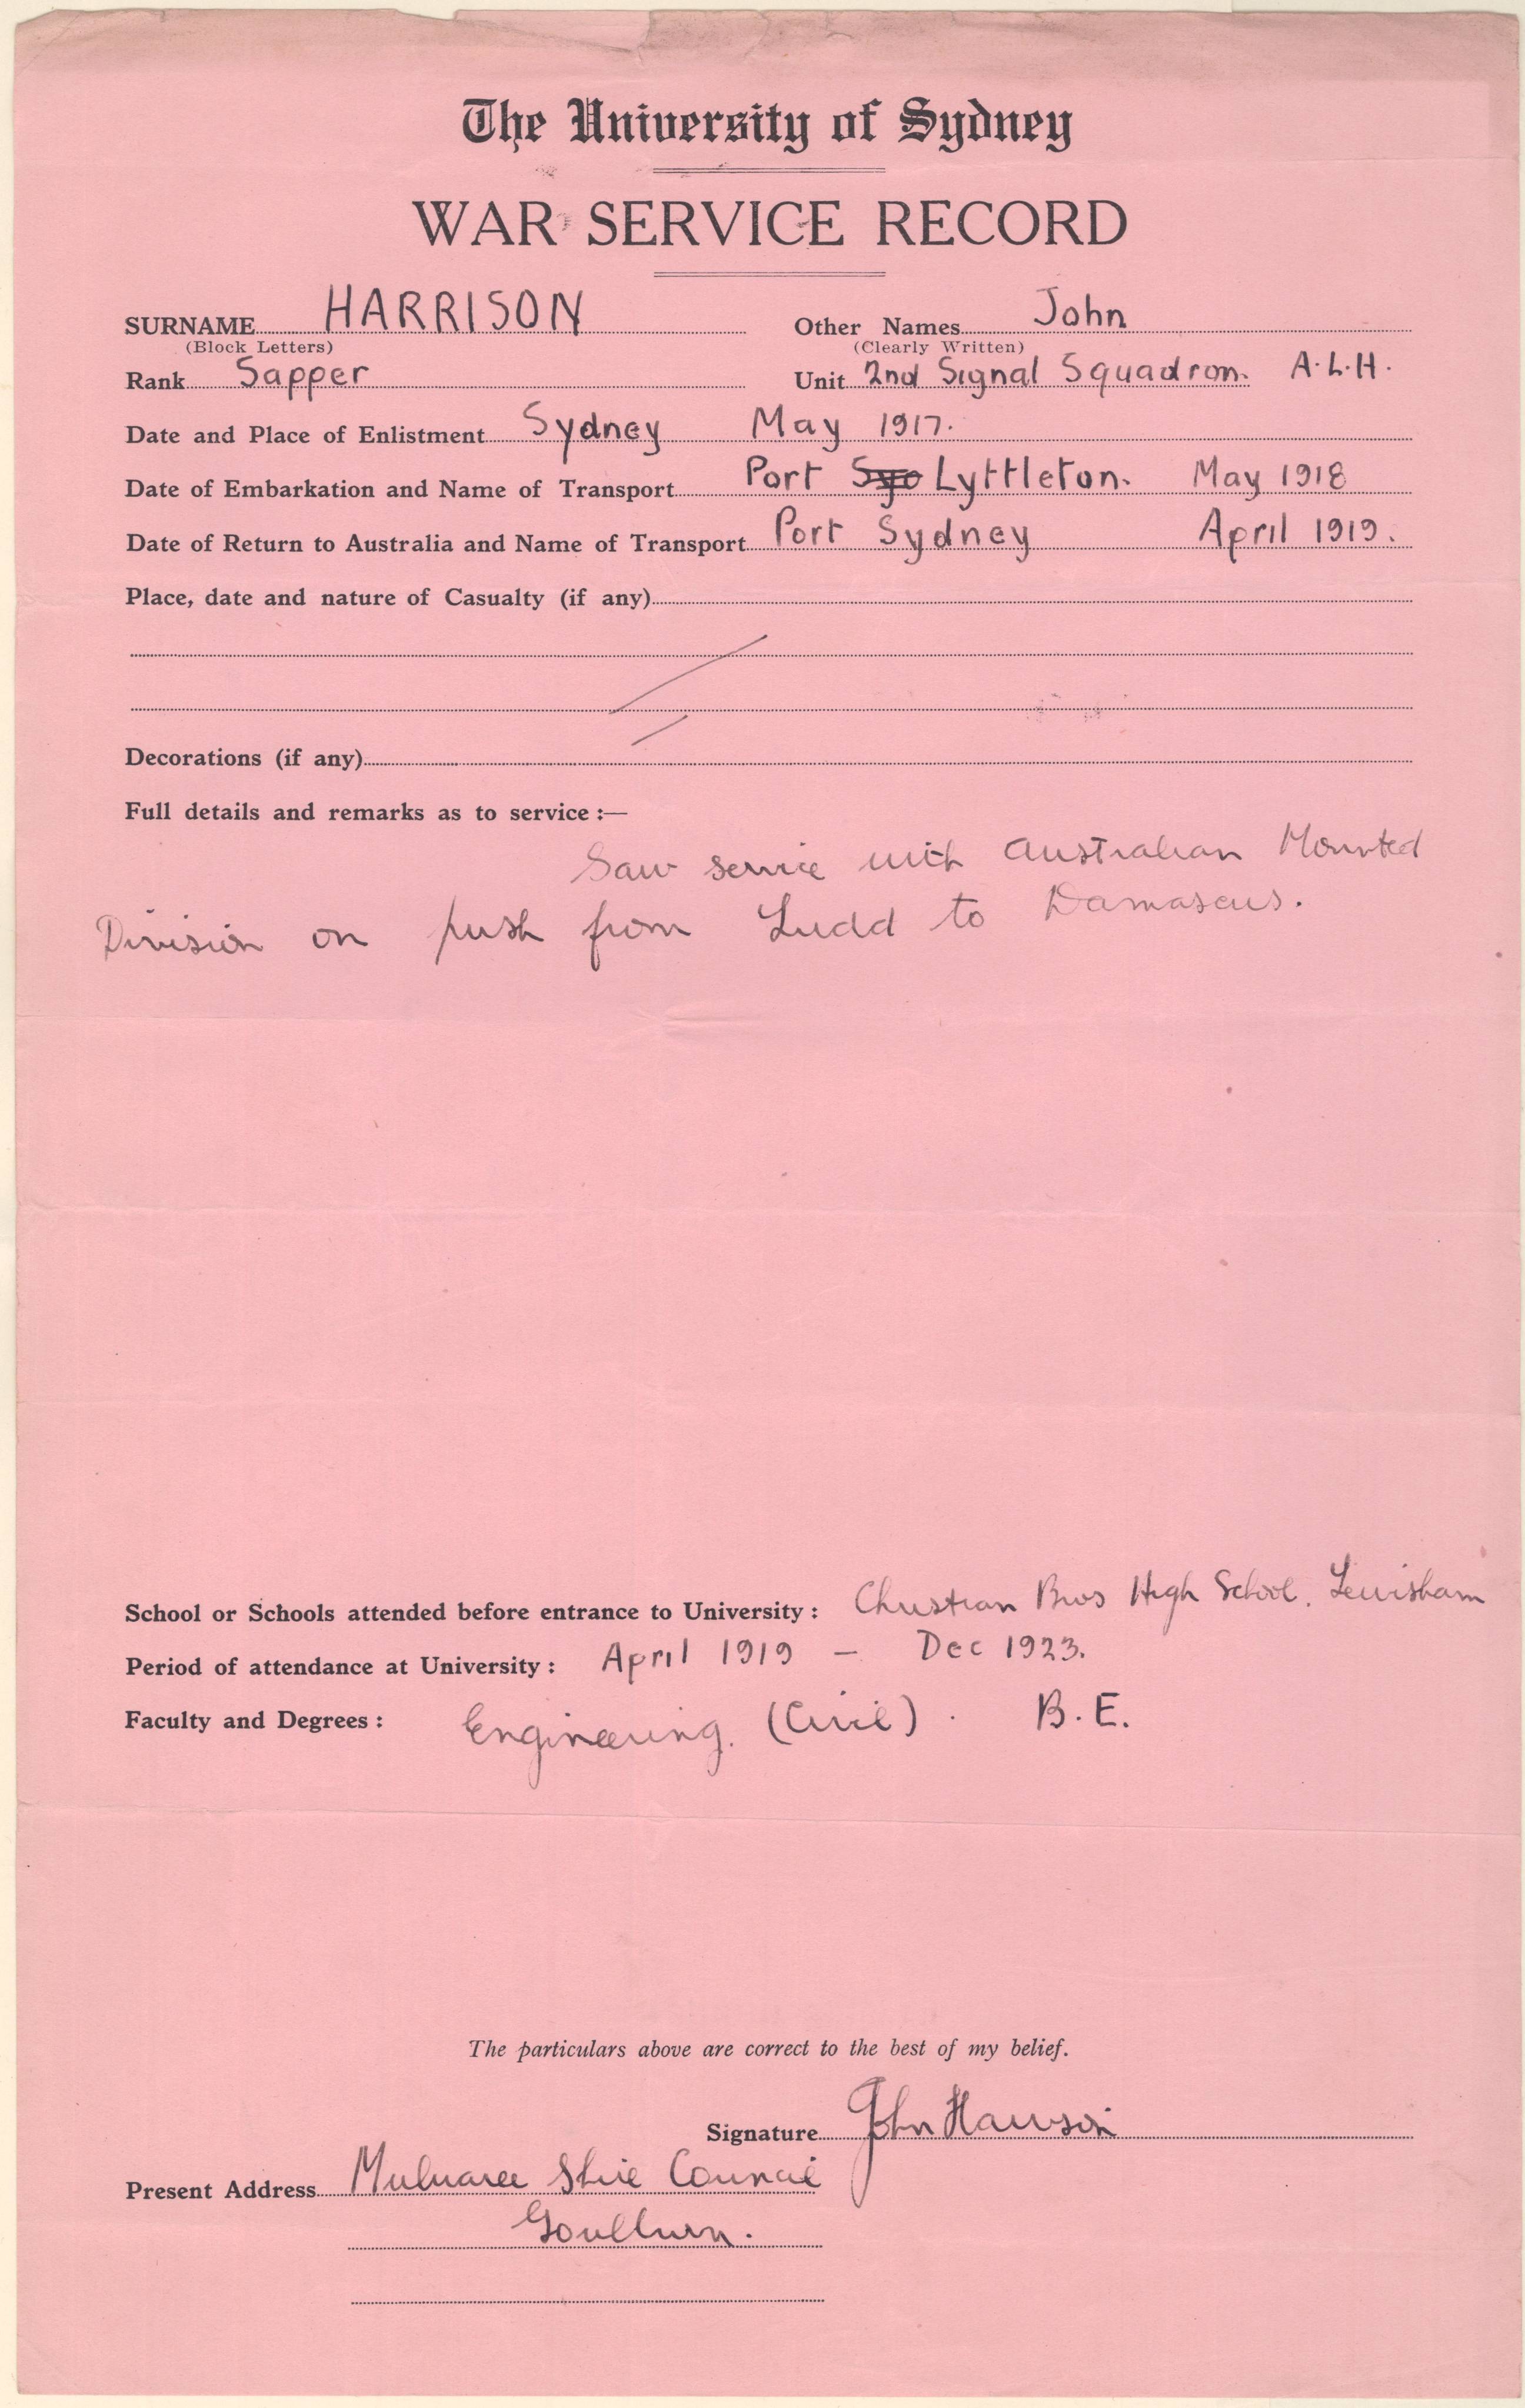 The University of Sydney
WAR SERVICE RECORD
SURNAME HARRISON Other Names John
(Block Letters) (Clearly Written)
Rank Sapper Unit 2nd Signal Squadron. A.L.H.
Date and Place of Enlistment Sydney May 1917.
Date of Embarkation and Name of Transport Port Syo Lyttleton. May 1918
Date of Return to Australia and Name of Transport Port Sydney April 1919.
Place, date and nature of Casualty (if any)
Decorations (if any)
Full details and remarks as to service :—
Saw service with Australian Mounted
Division on push from Ludd to Damascus.
School or Schools attended before entrance to University : Christian Bros High School. Lewisham
Period of attendance at University : April 1919 – Dec 1923.
Faculty and Degrees : Engineering. (Civil). B.E.
The particulars above are correct to the best of my belief.
Signature John Harrison
Present Address Mulwaree Shire Council
Goulburn.